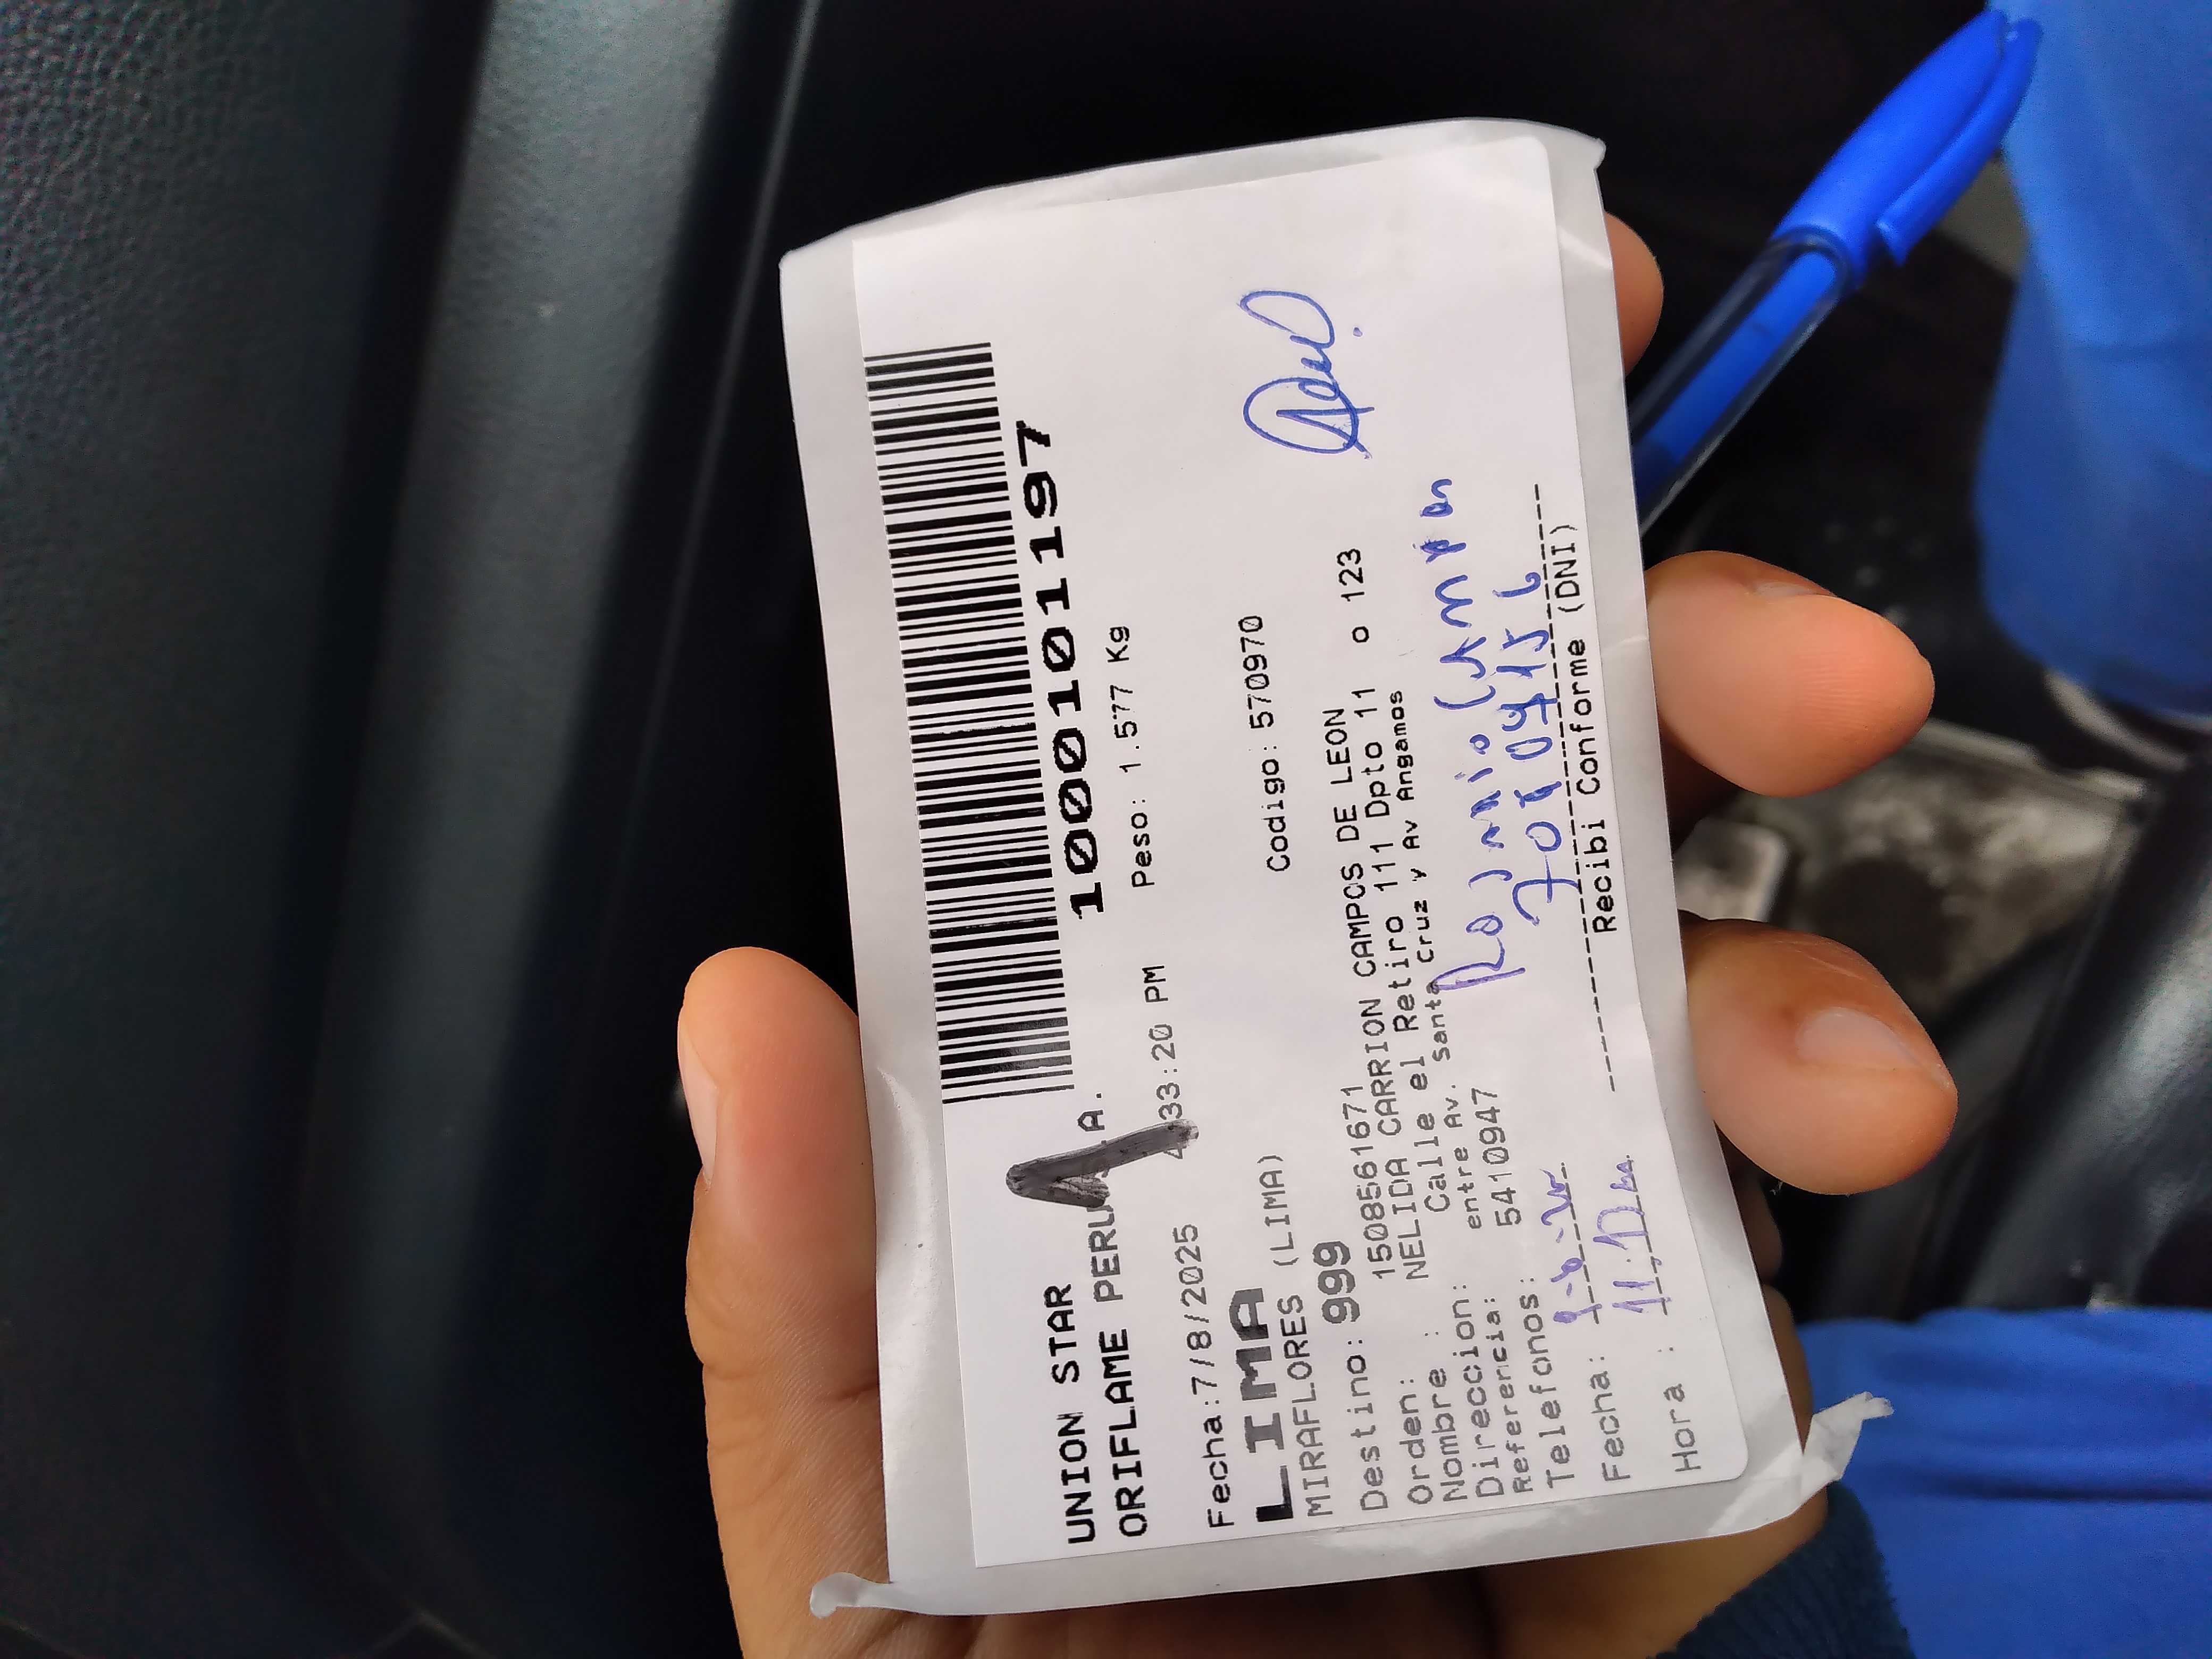 UNION STAR
ORIFLAME PERU S.A.
10001011197
Fecha:7/8/2025 4:33:20 PM Peso: 1.577 Kg
LIMA
MIRAFLORES (LIMA)
Destino: 999 Codigo: 570970
Orden: 150856161671
Nombre : NELIDA CARRION CAMPOS DE LEON
Direccion: Calle el Retiro 111 Dpto 11 o 123
Referencia: entre Av. Santa Cruz y Av Angamos
Telefonos: 5410947
Fecha:
Hora :
Recibi Conforme (DNI)